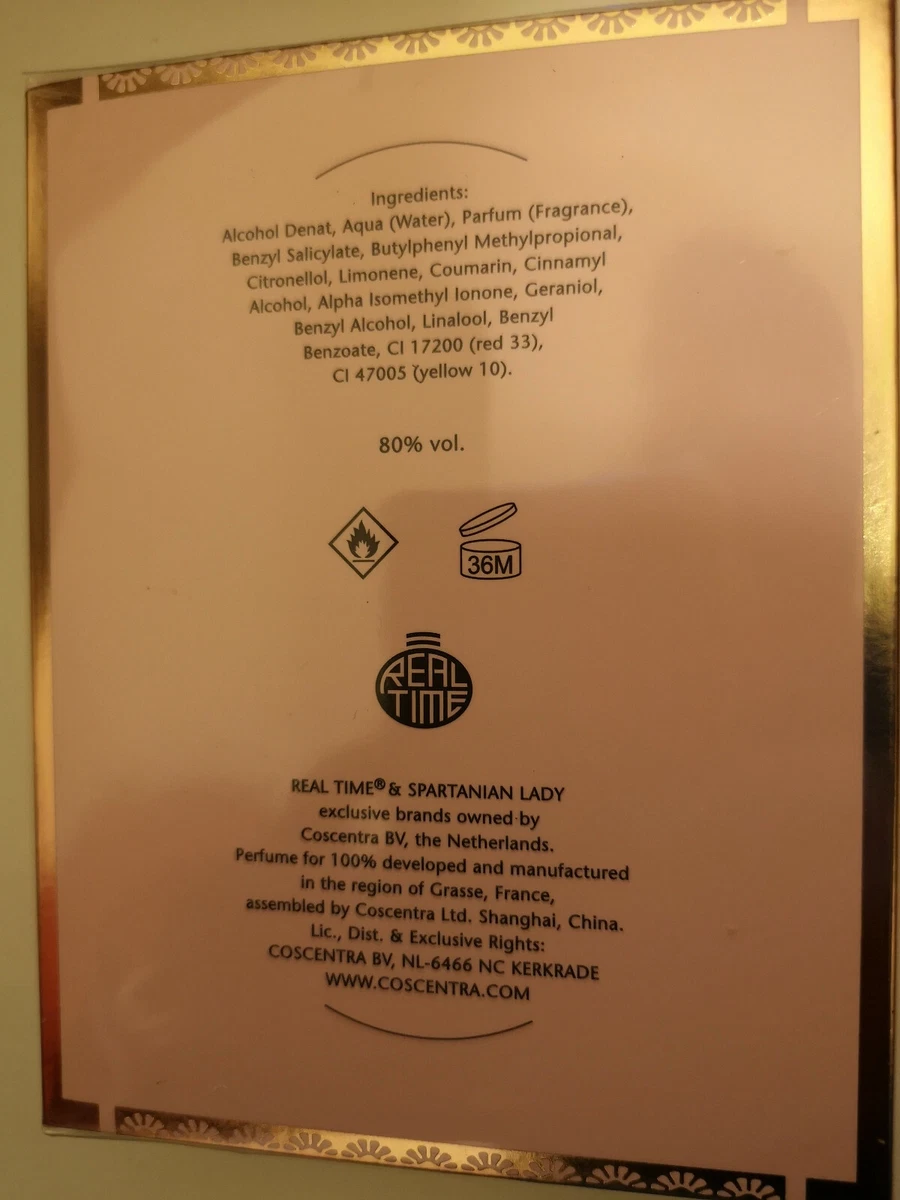 Ingredients:
Alcohol Denat, Aqua (Water), Parfum (Fragrance),
Benzyl Salicylate, Butylphenyl Methylpropional,
Citronellol, Limonene, Coumarin, Cinnamyl
Alcohol, Alpha Isomethyl Ionone, Geraniol,
Benzyl Alcohol, Linalool, Benzyl
Benzoate, CI 17200 (red 33),
CI 47005 (yellow 10).
80% vol.
36M
REAL
TIME
REAL TIME® & SPARTANIAN LADY
exclusive brands owned by
Coscentra BV, the Netherlands.
Perfume for 100% developed and manufactured
in the region of Grasse, France,
assembled by Coscentra Ltd. Shanghai, China.
Lic., Dist. & Exclusive Rights:
COSCENTRA BV, NL-6466 NC KERKRADE
WWW.COSCENTRA.COM